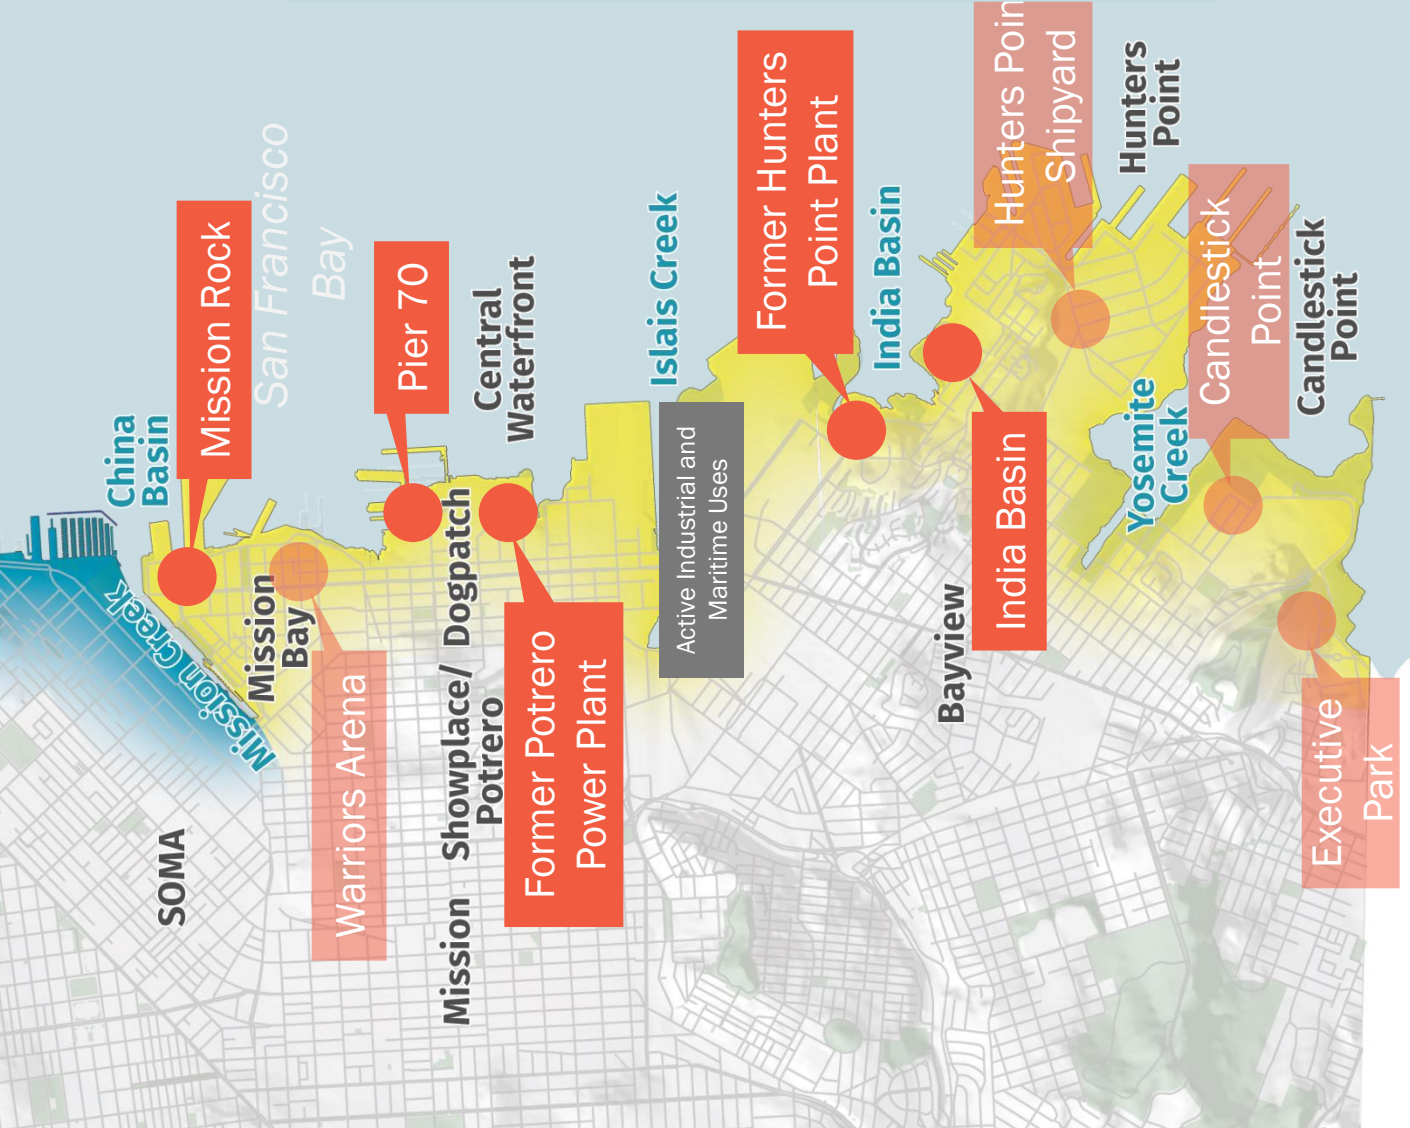 China
Basin
Mission Rock
San Francisco
Bay
Pier 70
Central
Waterfront
Islais Creek
Former Hunters
Point Plant
India Basin
Hunters Poin
Shipyard
Hunters
Point
Candlestick
Point
Candlestick
Point
Yosemite
Creek
Active Industrial and
Maritime Uses
India Basin
Mission Creek
Mission
Bay
Dogpatch
Showplace/
Potrero
Former Potrero
Power Plant
Warriors Arena
Mission
SOMA
Bayview
Executive
Park